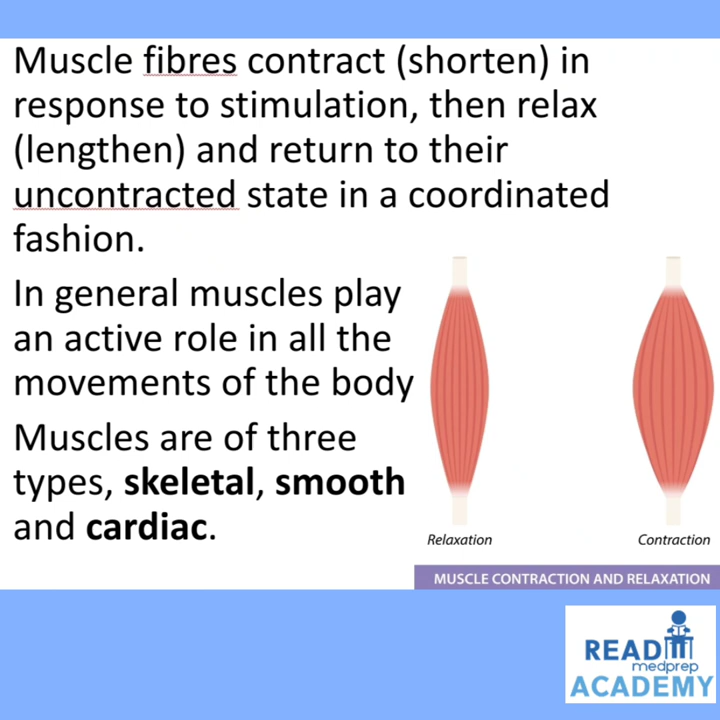 Muscle fibres contract (shorten) in
response to stimulation, then relax
(lengthen) and return to their
uncontracted state in a coordinated
fashion.
In general muscles play
an active role in all the
movements of the body
Muscles are of three
types, skeletal, smooth
and cardiac.
Relaxation
Contraction
MUSCLE CONTRACTION AND RELAXATION
READ
medprep
ACADEMY